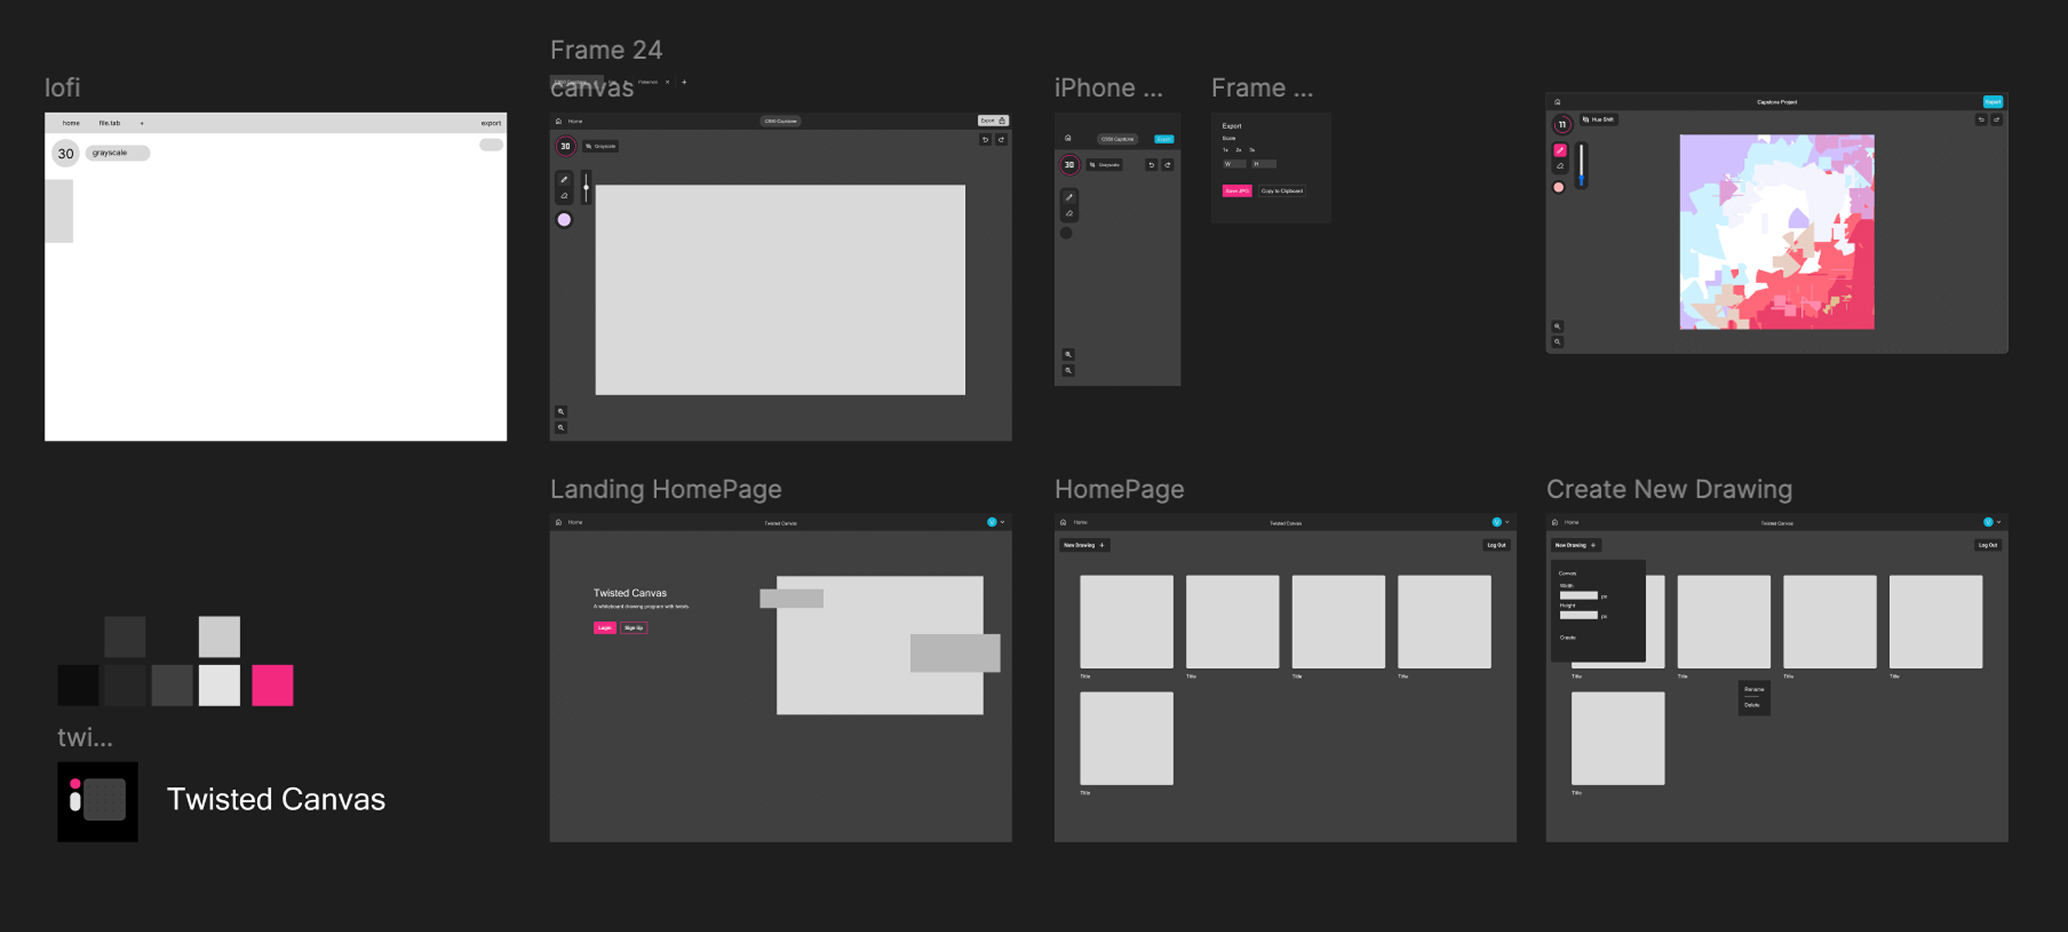 lofi
home file.tab +
export
30 grayscale
Frame 24
Preserves × +
canvas
Home
CS50 Capstone
Export
30 Grayscale
iPhone ...
CS50 Capstone
Export
30 Grayscale
Frame ...
Export
Score
1x 2x 3x
W H
Save JPG Copy to Clipboard
Capstone Project
Export
11 Hue Shift
twi...
Twisted Canvas
Landing HomePage
Home
Twisted Canvas
V
Twisted Canvas
A whiteboard drawing program with twists.
Login Sign Up
HomePage
Home
Twisted Canvas
V
New Drawing +
Log Out
Title
Title
Title
Title
Title
Create New Drawing
Home
Twisted Canvas
V
New Drawing +
Log Out
Canvas
Width
px
Height
px
Create
Title
Title
Title
Title
Rename
Delete
Title